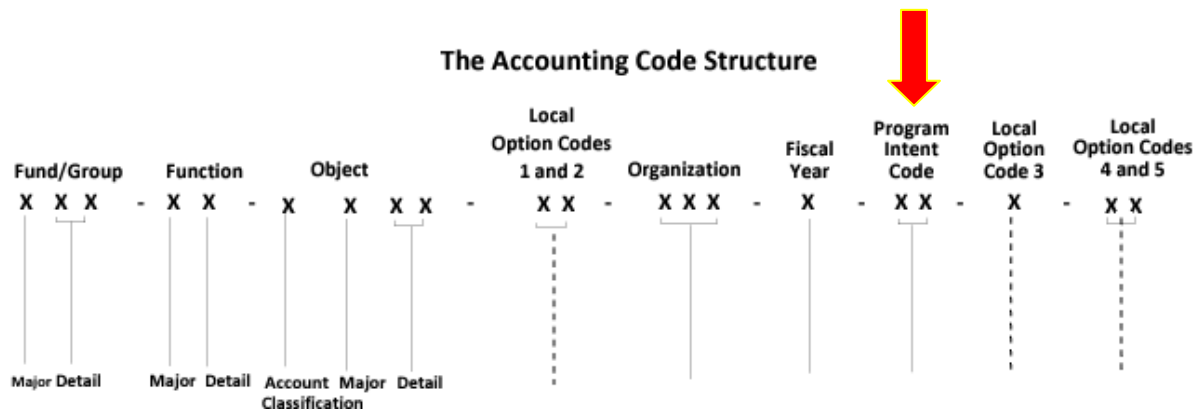 The Accounting Code Structure
Fund/Group
Function
Object
Local
Option Codes
1 and 2
Organization
Fiscal
Year
Program
Intent
Code
Local
Option
Code 3
Local
Option Codes
4 and 5
X X X - X X - X X X X - X X - X X X - X - X X - X - X X
Major Detail
Major Detail
Account
Classification
Major Detail